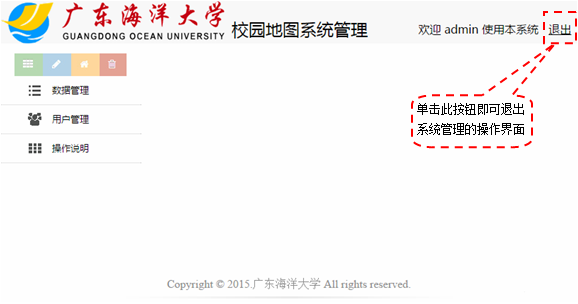 广东海洋大学
GUANGDONG OCEAN UNIVERSITY
校园地图系统管理
欢迎 admin 使用本系统 退出
单击此按钮即可退出
系统管理的操作界面
数据管理
用户管理
操作说明
Copyright © 2015.广东海洋大学 All rights reserved.